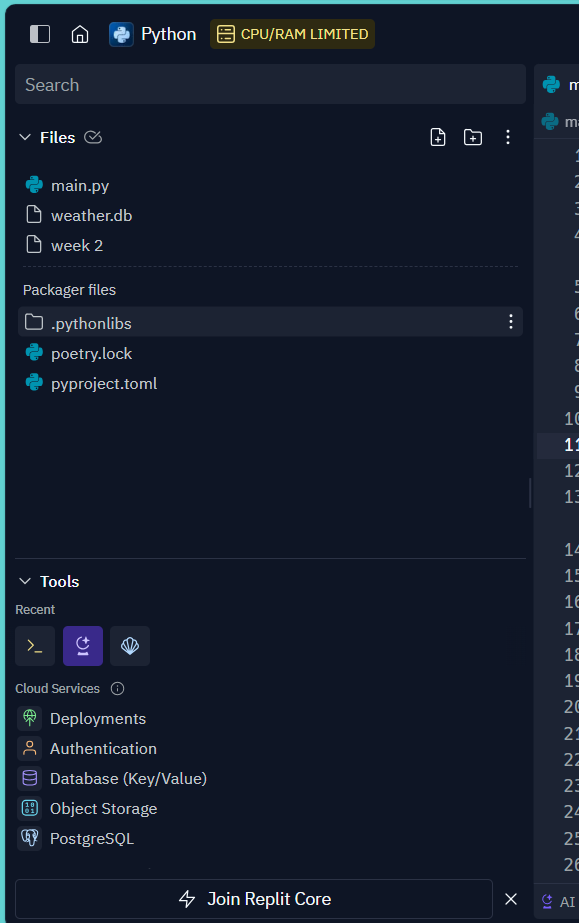 Python CPU/RAM LIMITED
Search
Files
main.py
weather.db
week 2
Packager files
.pythonlibs
poetry.lock
pyproject.toml
Tools
Recent
Cloud Services
Deployments
Authentication
Database (Key/Value)
Object Storage
PostgreSQL
Join Replit Core
1
2
3
4
5
6
7
8
9
10
11
12
13
14
15
16
17
18
19
20
21
22
23
24
25
26
AI